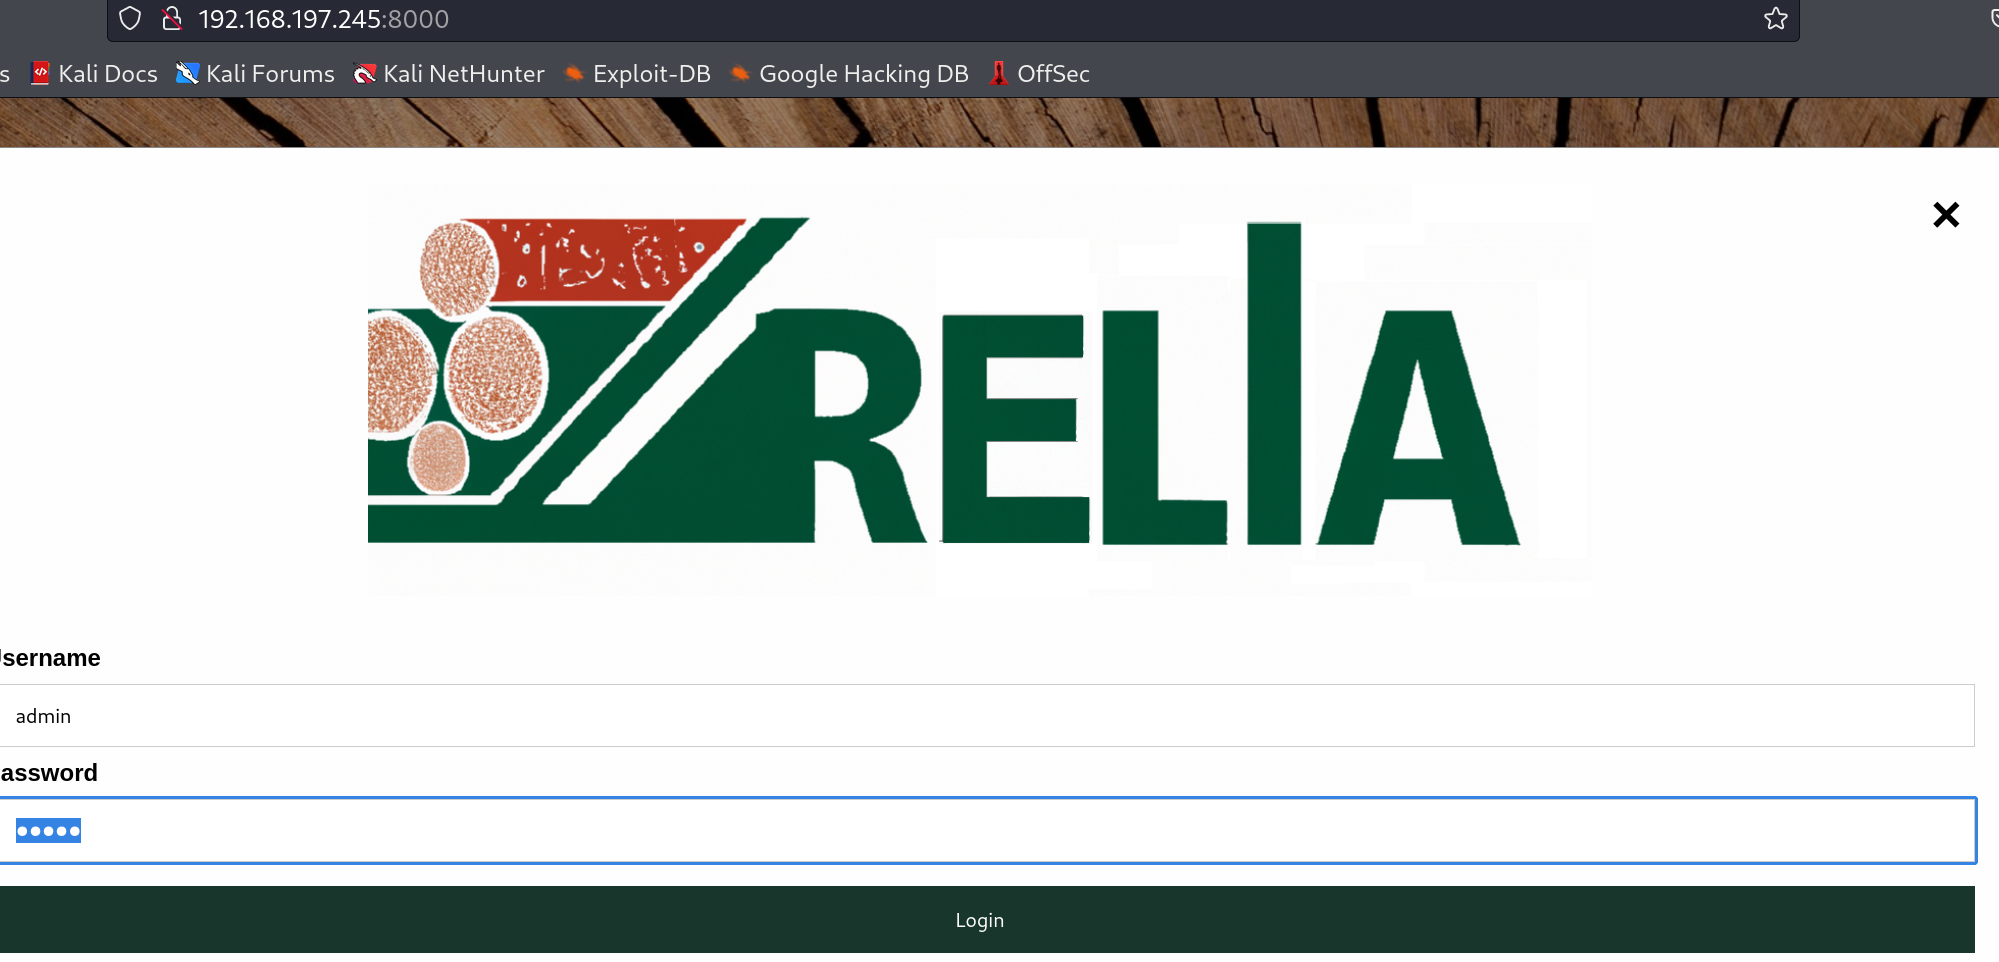 192.168.197.245:8000
s Kali Docs Kali Forums Kali NetHunter Exploit-DB Google Hacking DB OffSec
RELIA
Username
admin
assword
•••••
Login